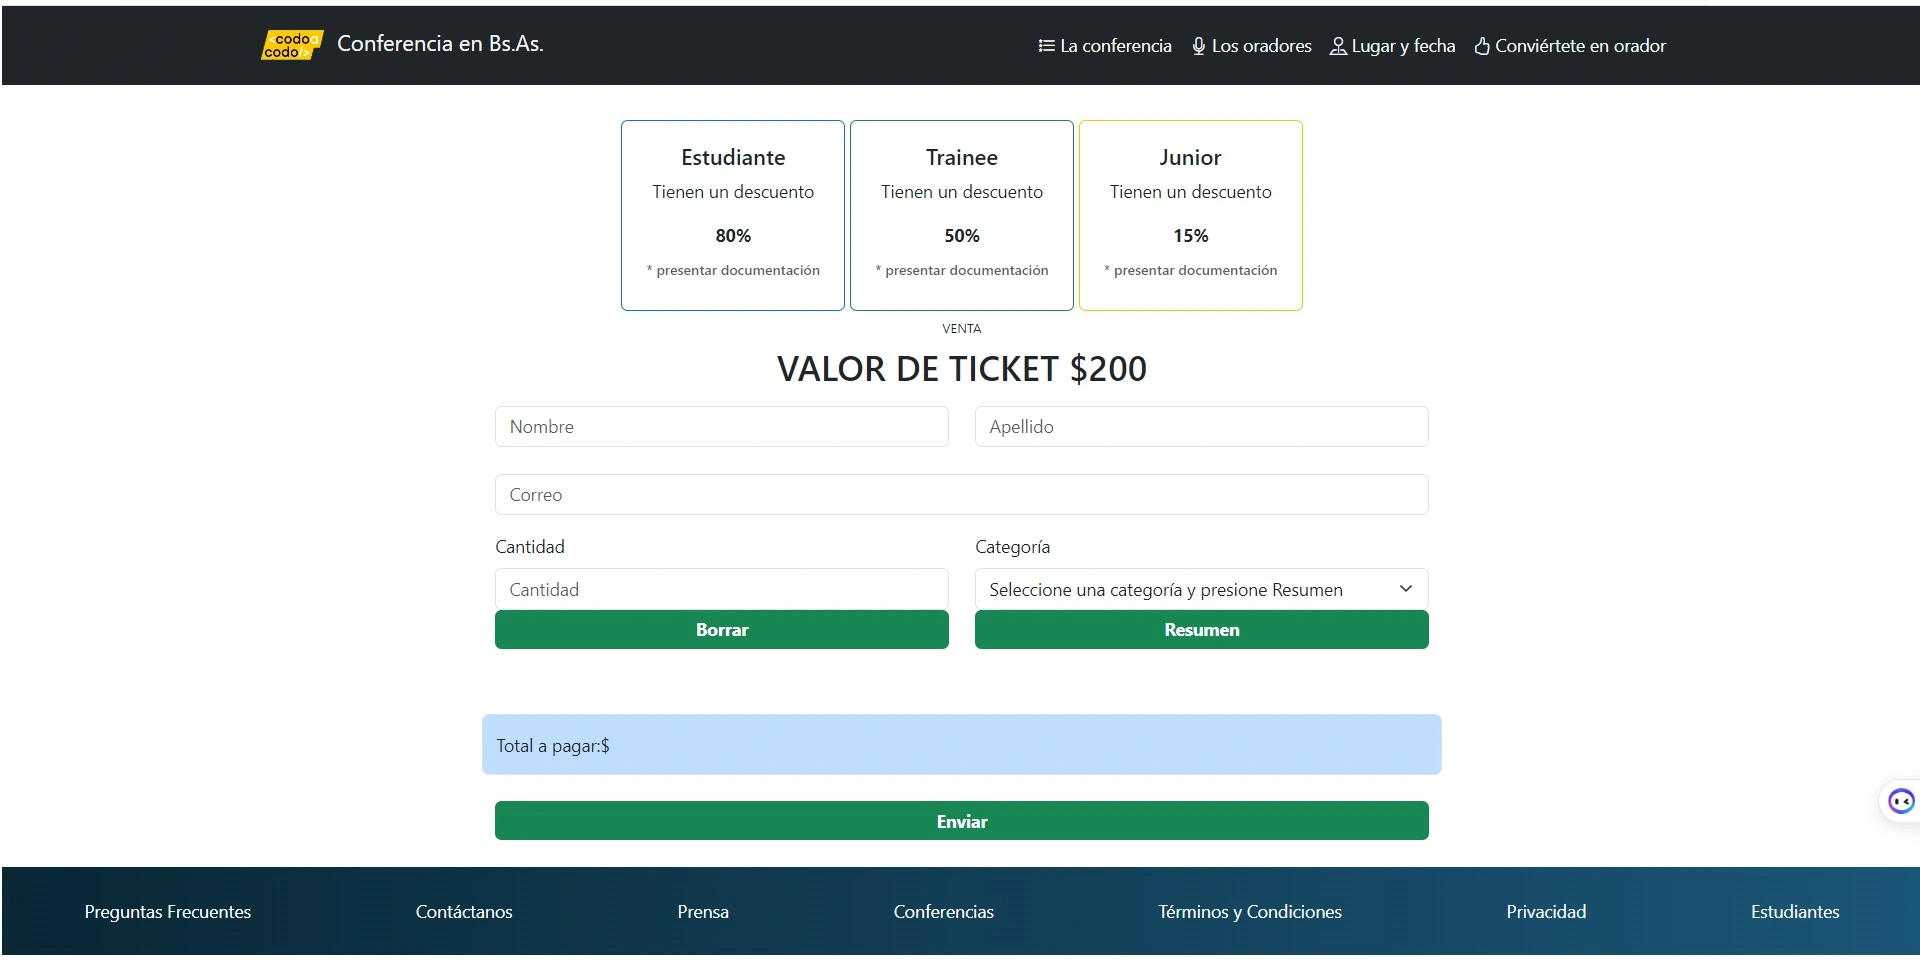 <codo a
codo/>
Conferencia en Bs.As.
La conferencia
Los oradores
Lugar y fecha
Conviértete en orador
Estudiante
Tienen un descuento
80%
* presentar documentación
Trainee
Tienen un descuento
50%
* presentar documentación
Junior
Tienen un descuento
15%
* presentar documentación
VENTA
VALOR DE TICKET $200
Nombre
Apellido
Correo
Cantidad
Categoría
Cantidad
Seleccione una categoría y presione Resumen
Borrar
Resumen
Total a pagar:$
Enviar
Preguntas Frecuentes
Contáctanos
Prensa
Conferencias
Términos y Condiciones
Privacidad
Estudiantes